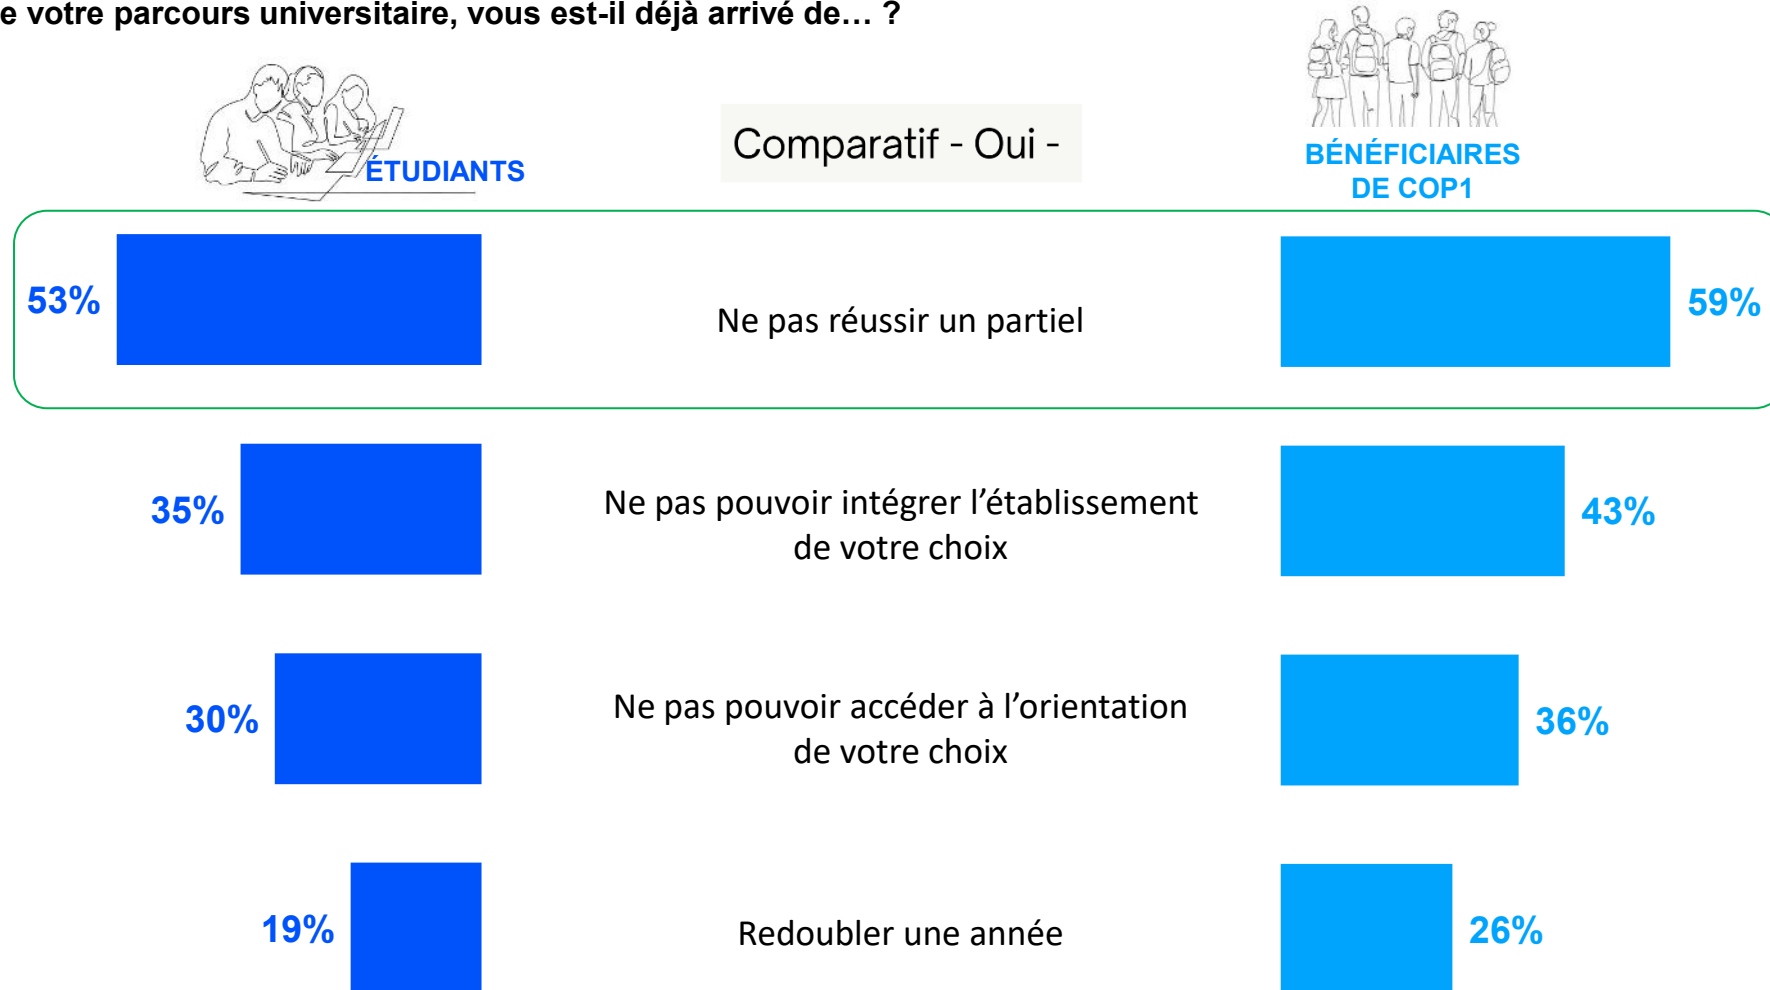 e votre parcours universitaire, vous est-il déjà arrivé de… ?
ÉTUDIANTS
Comparatif - Oui -
BÉNÉFICIAIRES
DE COP1
53%
Ne pas réussir un partiel
59%
35%
Ne pas pouvoir intégrer l’établissement
de votre choix
43%
30%
Ne pas pouvoir accéder à l’orientation
de votre choix
36%
19%
Redoubler une année
26%